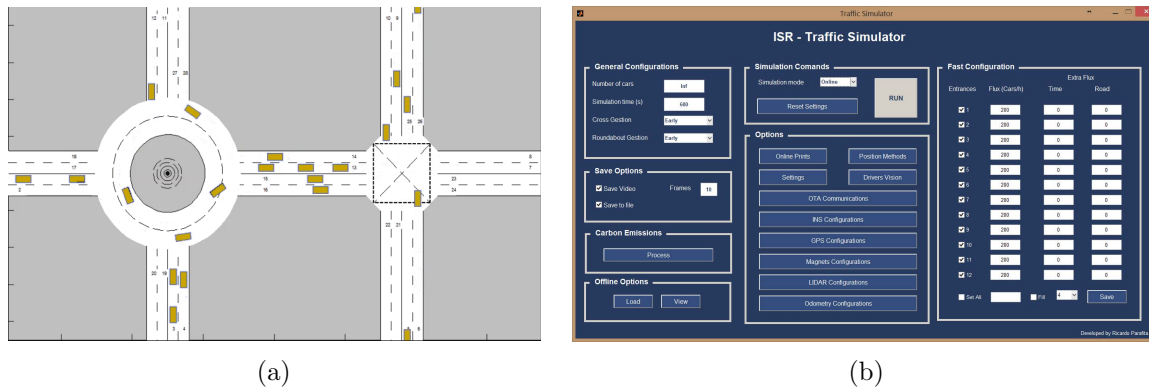 12 11
10 9
27 28
25 26
18
17
14
13
8
7
1
2
15
16
23
24
22 21
20 19
3 4
6
(a)
Traffic Simulator
ISR - Traffic Simulator
General Configurations
Number of cars Inf
Simulation time (s) 600
Cross Gestion Early
Roundabout Gestion Early
Save Options
Save Video Frames 10
Save to file
Carbon Emissions
Process
Offline Options
Load View
Simulation Comands
Simulation mode Online
Reset Settings
RUN
Options
Online Prints Position Methods
Settings Drivers Vision
OTA Communications
INS Configurations
GPS Configurations
Magnets Configurations
LIDAR Configurations
Odometry Configurations
Fast Configuration
Extra Flux
Entrances Flux (Cars/h) Time Road
1 200 0 0
2 200 0 0
3 200 0 0
4 200 0 0
5 200 0 0
6 200 0 0
7 200 0 0
8 200 0 0
9 200 0 0
10 200 0 0
11 200 0 0
12 200 0 0
Set All Fill 4 Save
Developed by Ricardo Parafita
(b)